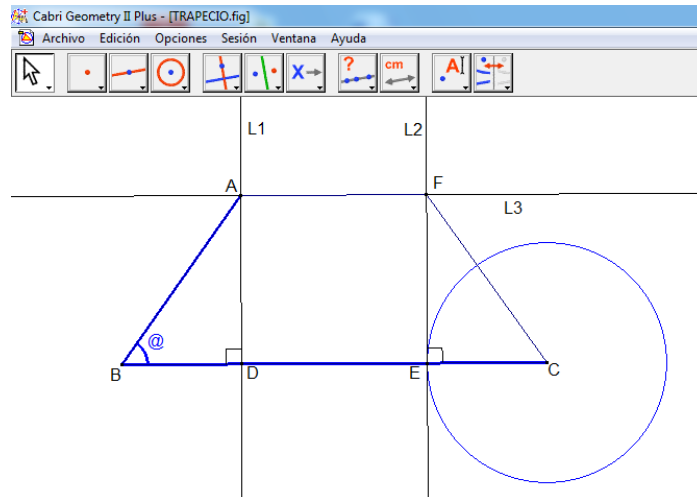 Cabri Geometry II Plus - [TRAPECIO.fig]
Archivo Edición Opciones Sesión Ventana Ayuda
X ? cm A
L1 L2
A F
L3
@
B D E C